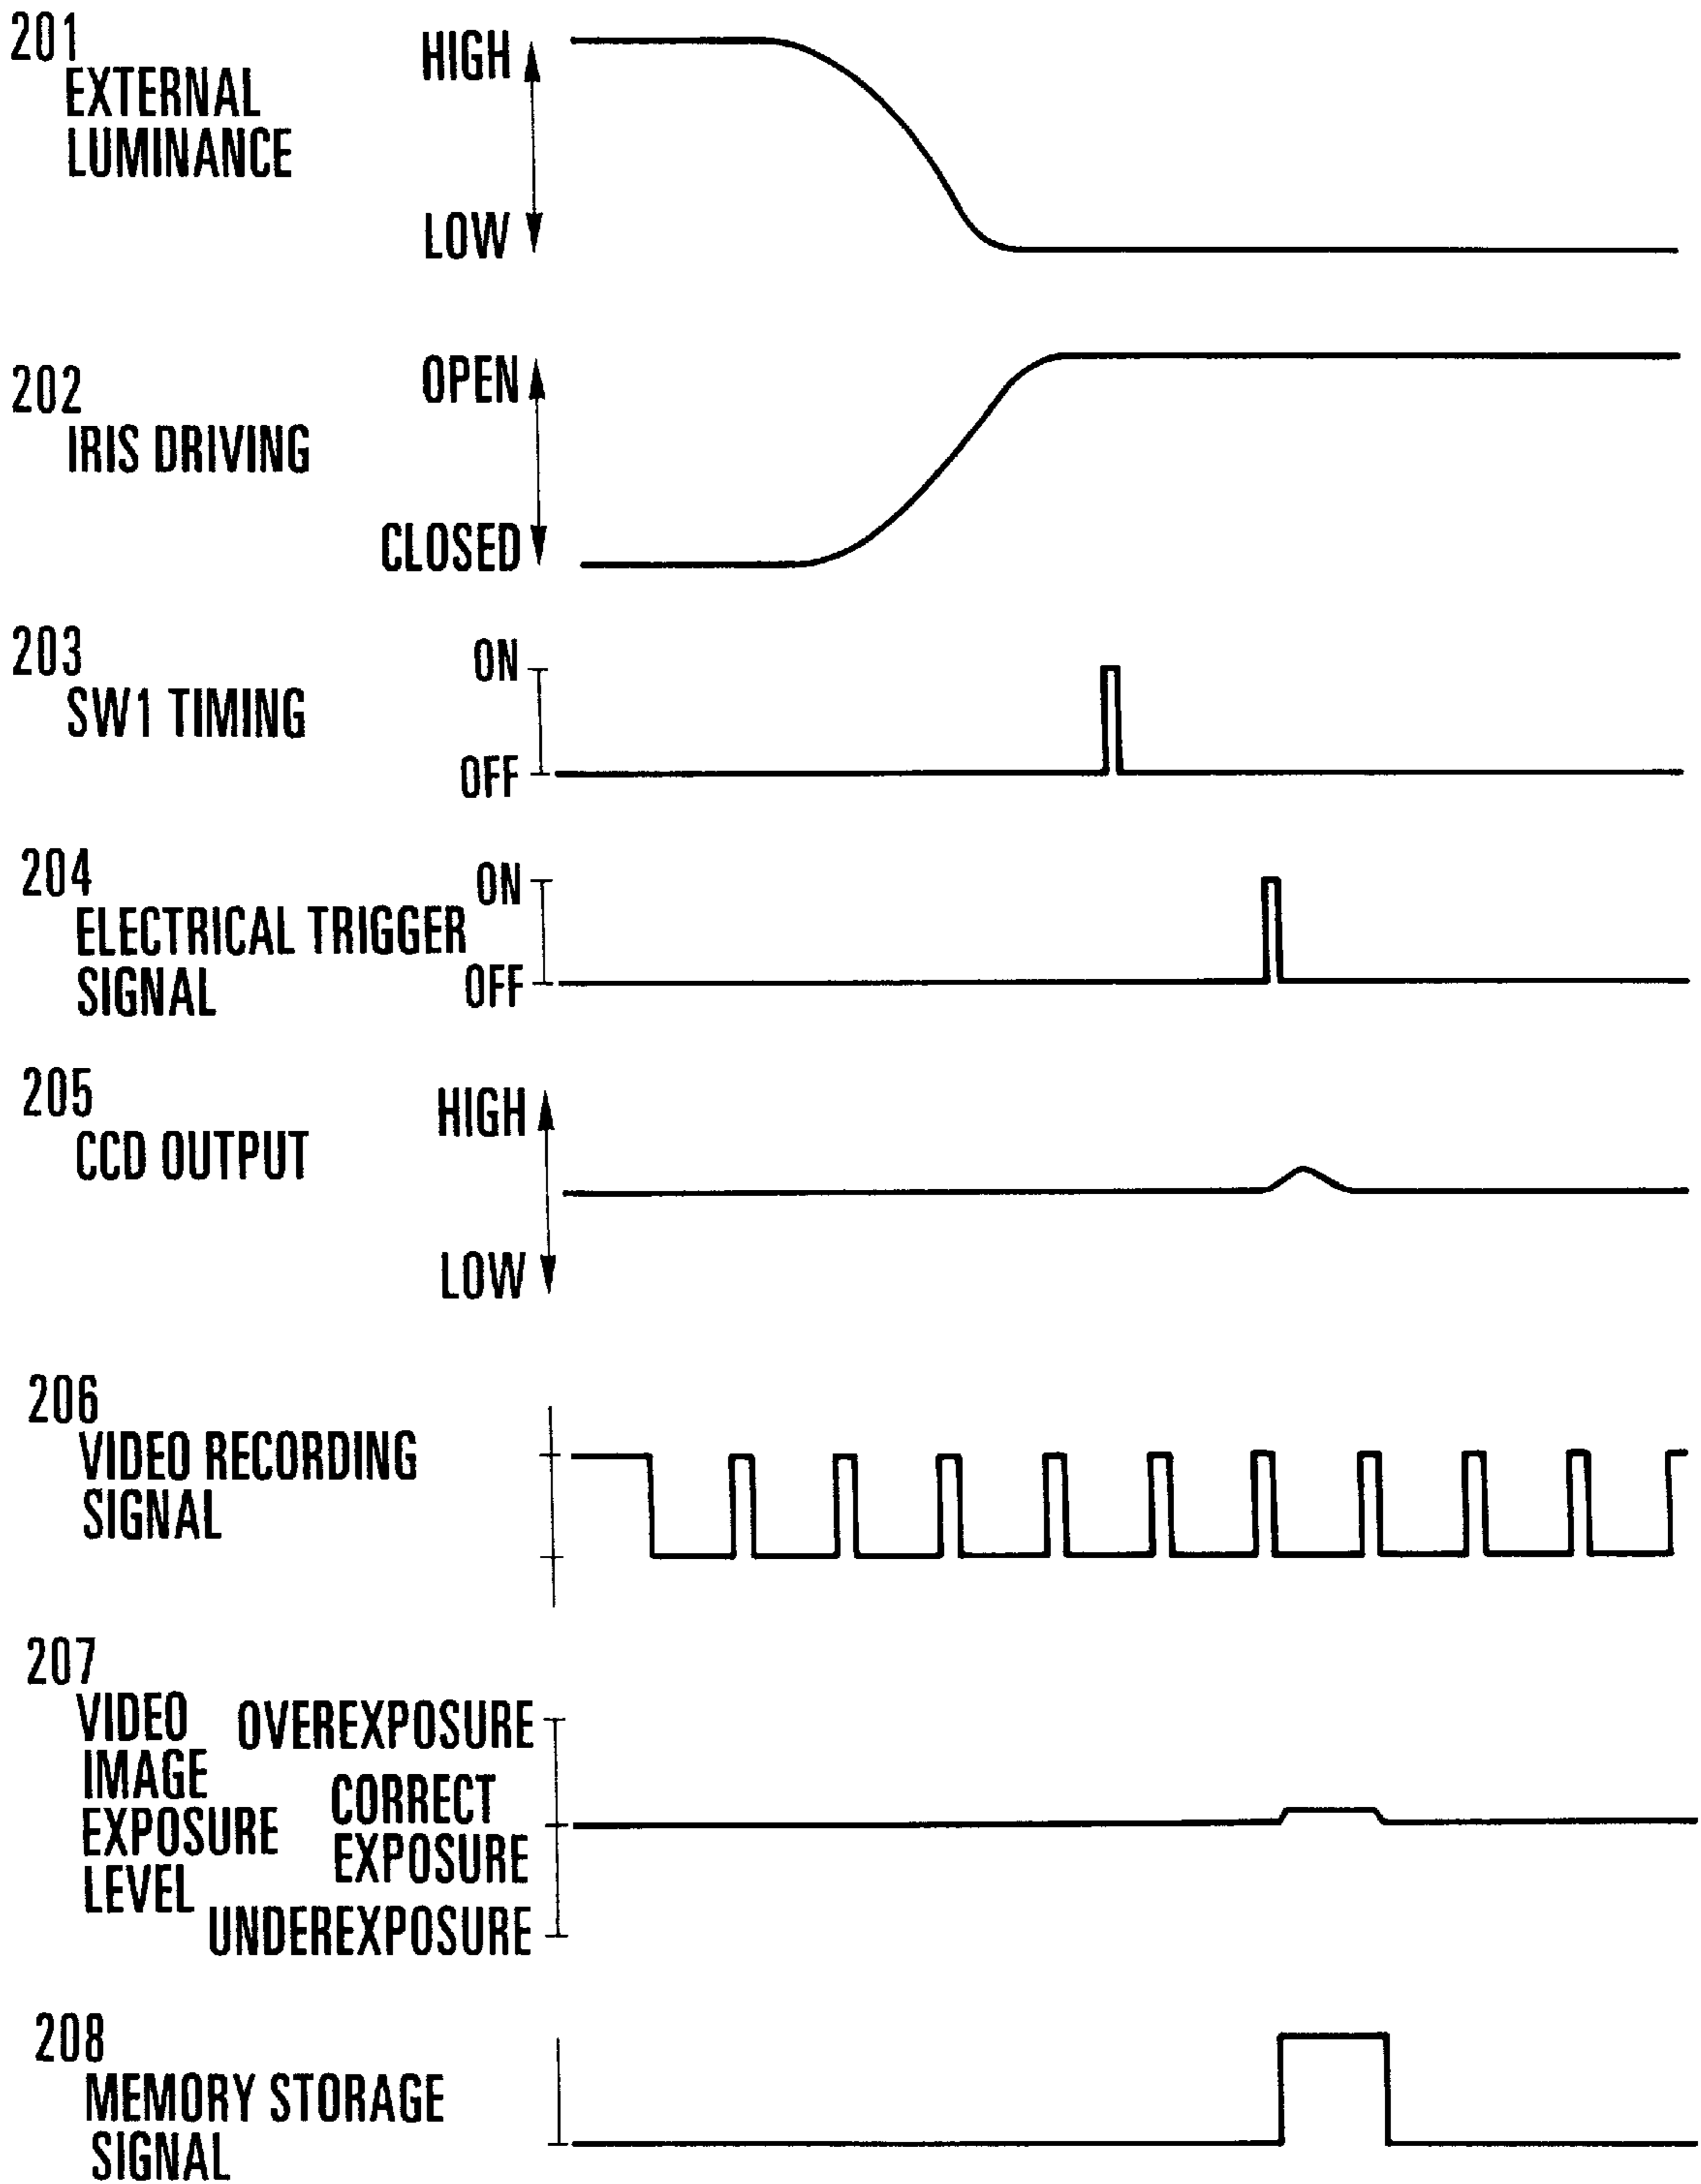 201
EXTERNAL
LUMINANCE
HIGH
LOW
202
IRIS DRIVING
OPEN
CLOSED
203
SW1 TIMING
ON
OFF
204
ELECTRICAL TRIGGER
SIGNAL
ON
OFF
205
CCD OUTPUT
HIGH
LOW
206
VIDEO RECORDING
SIGNAL
207
VIDEO
IMAGE
EXPOSURE
LEVEL
OVEREXPOSURE
CORRECT
EXPOSURE
UNDEREXPOSURE
208
MEMORY STORAGE
SIGNAL